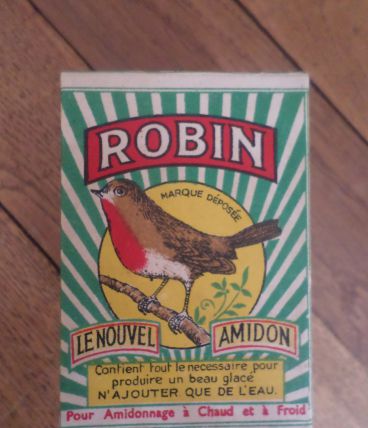 ROBIN
MARQUE DÉPOSÉE
LE NOUVEL AMIDON
Contient tout le necessaire pour
produire un beau glacé
N'AJOUTER QUE DE L'EAU.
Pour Amidonnage à Chaud et à Froid